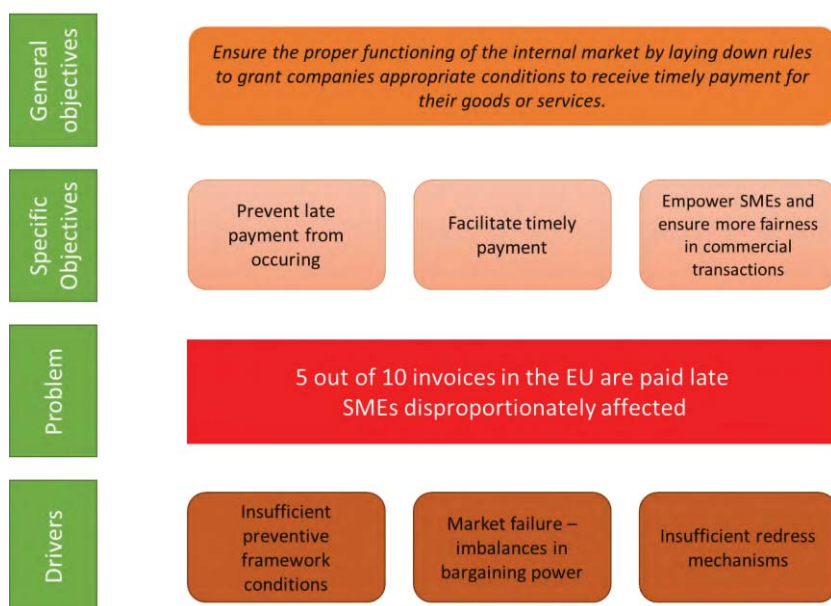 General
objectives
Ensure the proper functioning of the internal market by laying down rules
to grant companies appropriate conditions to receive timely payment for
their goods or services.
Specific
Objectives
Prevent late
payment from
occuring
Facilitate timely
payment
Empower SMEs and
ensure more fairness
in commercial
transactions
Problem
5 out of 10 invoices in the EU are paid late
SMEs disproportionately affected
Drivers
Insufficient
preventive
framework
conditions
Market failure –
imbalances in
bargaining power
Insufficient redress
mechanisms